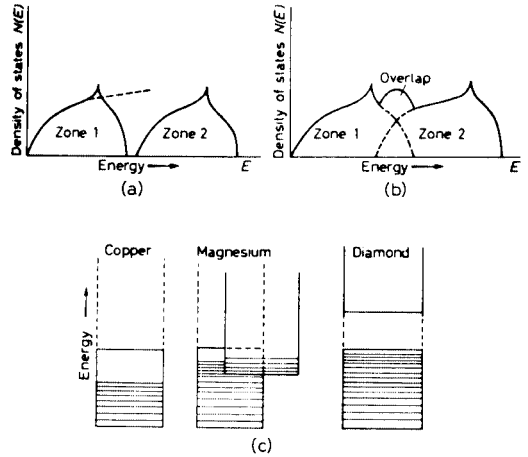 (a)
Density of states N(E)
Zone 1
Zone 2
Energy
E
(a)
(b)
Density of states N(E)
Overlap
Zone 1
Zone 2
Energy
E
(b)
Copper
Magnesium
Diamond
Energy
(c)